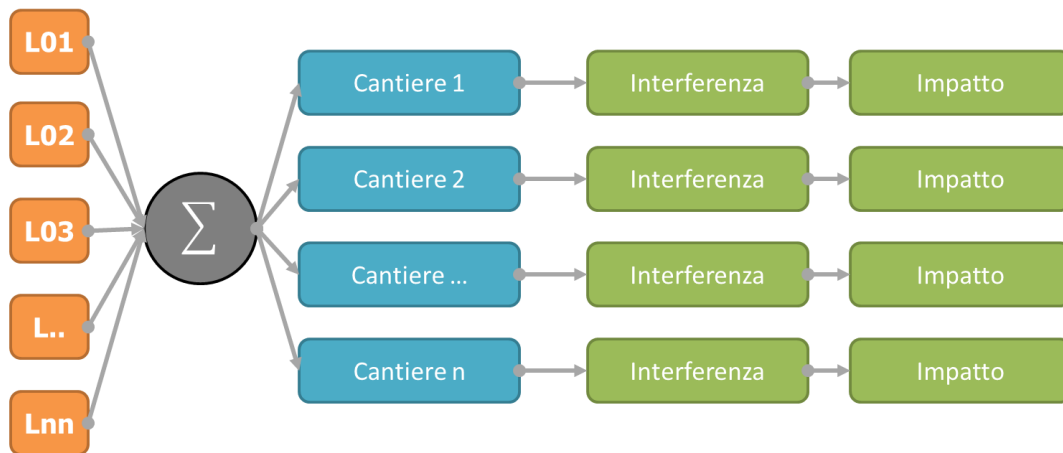 L01
L02
L03
L..
Lnn
∑
Cantiere 1
Interferenza
Impatto
Cantiere 2
Interferenza
Impatto
Cantiere ...
Interferenza
Impatto
Cantiere n
Interferenza
Impatto